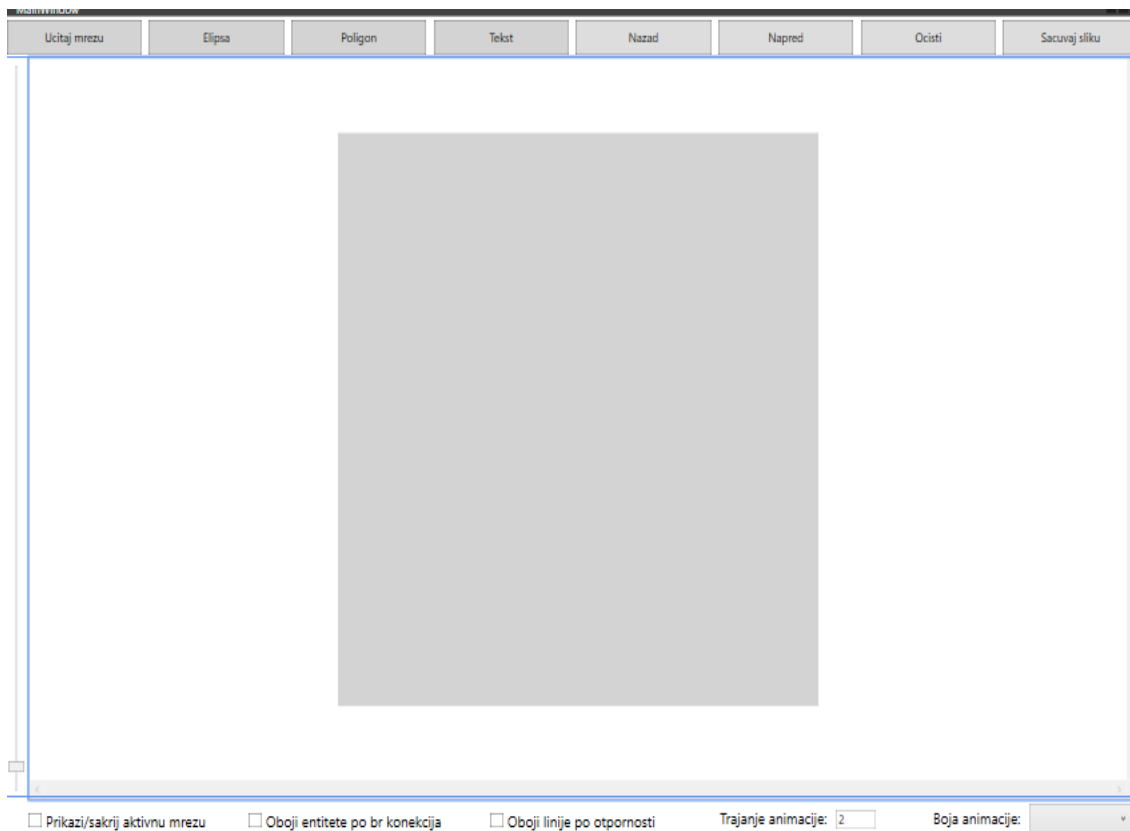 MainWindow
Ucitaj mrezu Elipsa Poligon Tekst Nazad Napred Ocisti Sacuvaj sliku
Prikazi/sakrij aktivnu mrezu Oboji entitete po br konekcija Oboji linije po otpornosti Trajanje animacije: 2 Boja animacije: